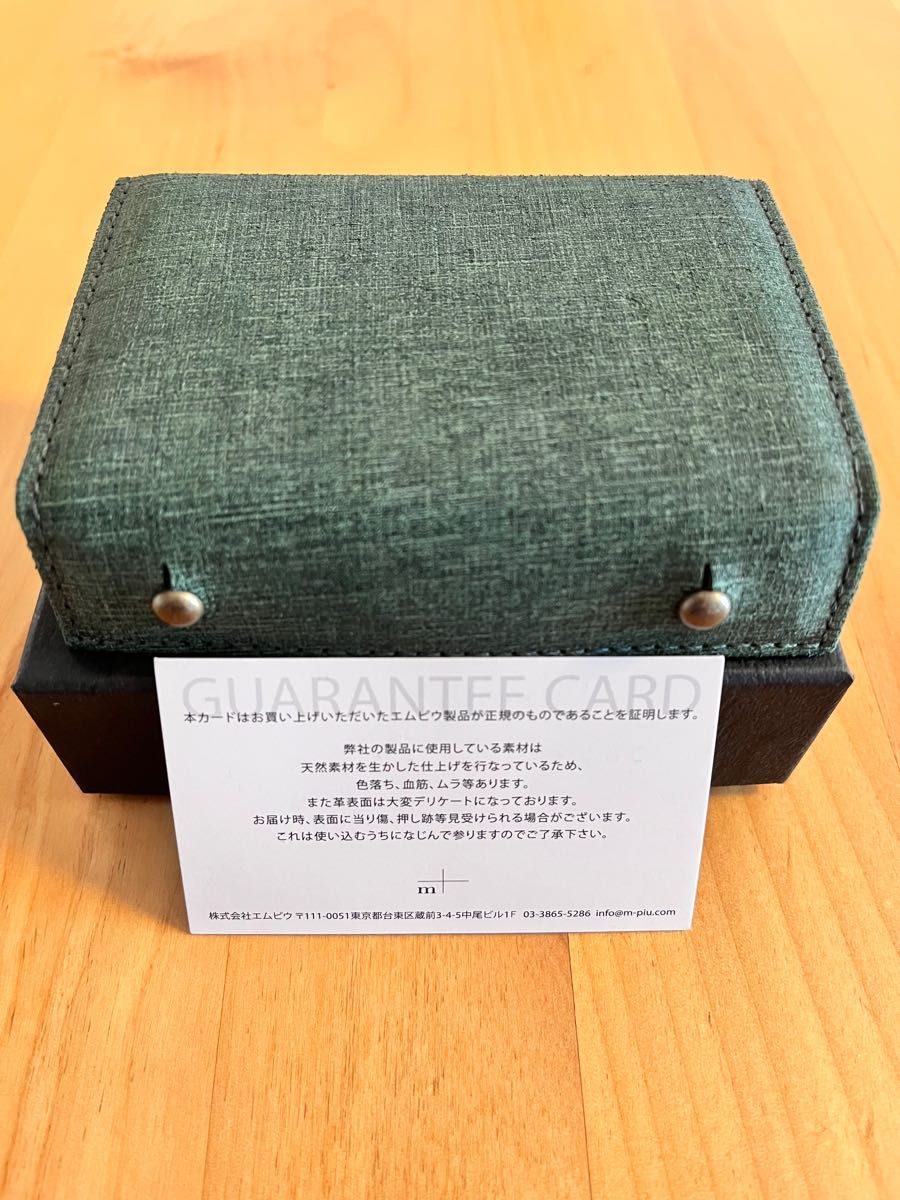 GUARANTEE CARD
本カードはお買い上げいただいたエムピウ製品が正規のものであることを証明します。
弊社の製品に使用している素材は
天然素材を生かした仕上げを行なっているため、
色落ち、血筋、ムラ等あります。
また革表面は大変デリケートになっております。
お届け時、表面に当り傷、押し跡等見受けられる場合がございます。
これは使い込むうちになじんで参りますのでご了承下さい。
m+
株式会社エムピウ 〒111-0051東京都台東区蔵前3-4-5中尾ビル1F 03-3865-5286 info@m-piu.com